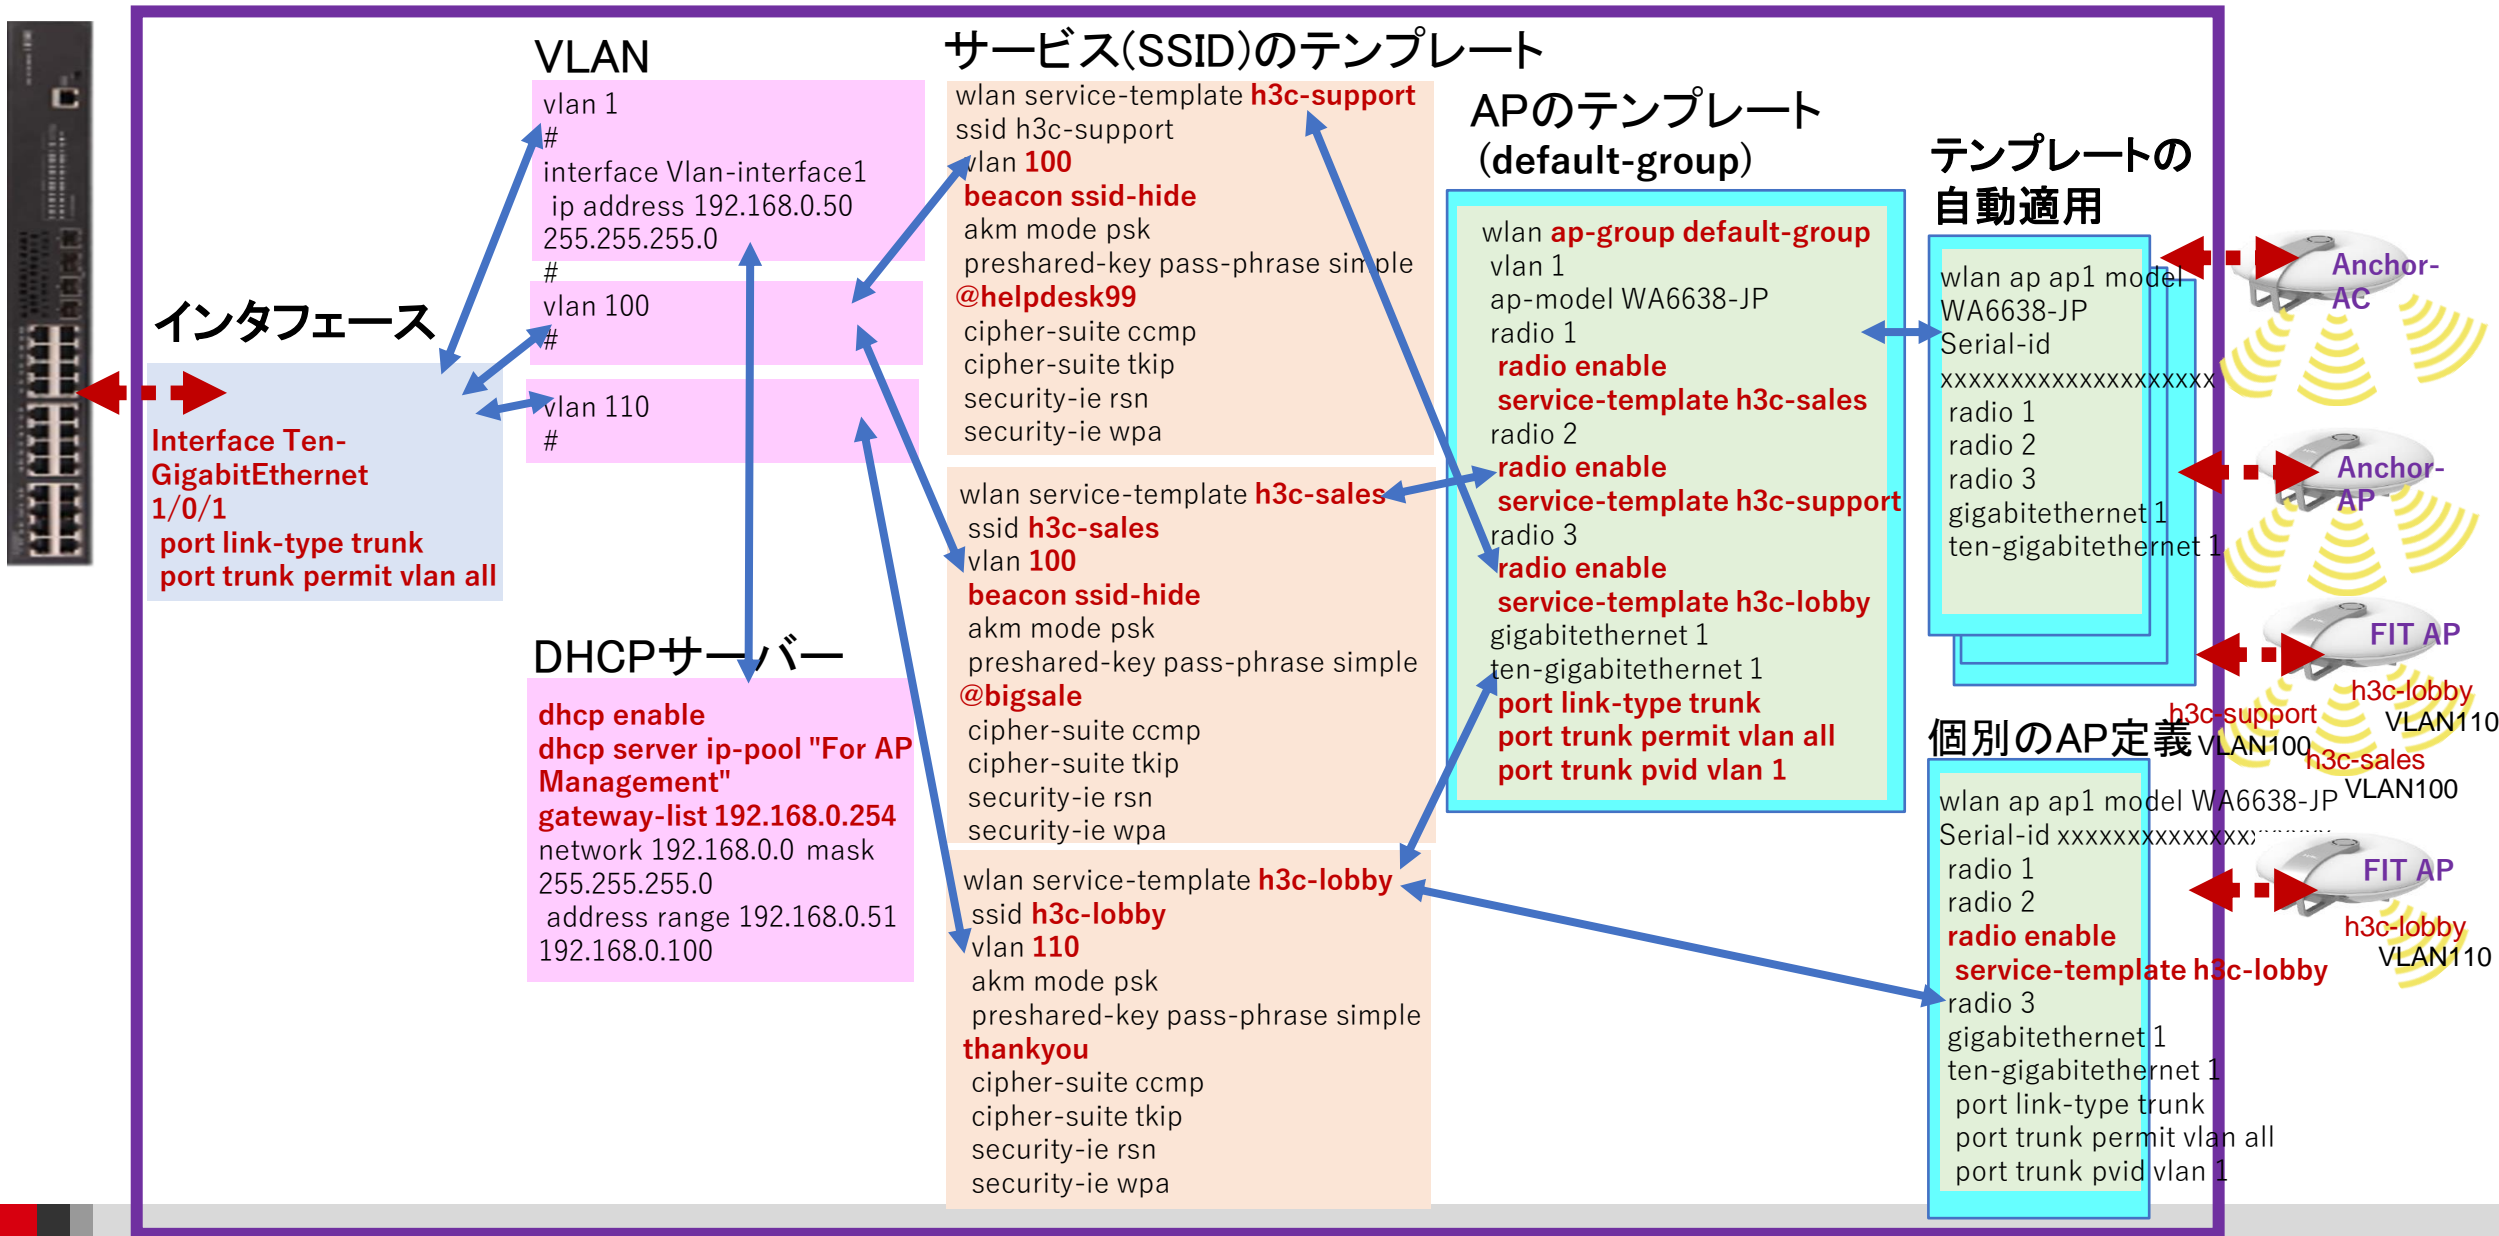 インタフェース
Interface Ten-
GigabitEthernet
1/0/1
port link-type trunk
port trunk permit vlan all
VLAN
vlan 1
#
interface Vlan-interface1
ip address 192.168.0.50
255.255.255.0
#
vlan 100
#
vlan 110
#
DHCPサーバー
dhcp enable
dhcp server ip-pool "For AP
Management"
gateway-list 192.168.0.254
network 192.168.0.0 mask
255.255.255.0
address range 192.168.0.51
192.168.0.100
サービス(SSID)のテンプレート
wlan service-template h3c-support
ssid h3c-support
vlan 100
beacon ssid-hide
akm mode psk
preshared-key pass-phrase simple
@helpdesk99
cipher-suite ccmp
cipher-suite tkip
security-ie rsn
security-ie wpa
wlan service-template h3c-sales
ssid h3c-sales
vlan 100
beacon ssid-hide
akm mode psk
preshared-key pass-phrase simple
@bigsale
cipher-suite ccmp
cipher-suite tkip
security-ie rsn
security-ie wpa
wlan service-template h3c-lobby
ssid h3c-lobby
vlan 110
akm mode psk
preshared-key pass-phrase simple
thankyou
cipher-suite ccmp
cipher-suite tkip
security-ie rsn
security-ie wpa
APのテンプレート
(default-group)
wlan ap-group default-group
vlan 1
ap-model WA6638-JP
radio 1
radio enable
service-template h3c-sales
radio 2
radio enable
service-template h3c-support
radio 3
radio enable
service-template h3c-lobby
gigabitethernet 1
ten-gigabitethernet 1
port link-type trunk
port trunk permit vlan all
port trunk pvid vlan 1
テンプレートの
自動適用
wlan ap ap1 model
WA6638-JP
Serial-id
xxxxxxxxxxxxxxxxxxxx
radio 1
radio 2
radio 3
gigabitethernet 1
ten-gigabitethernet 1
個別のAP定義
wlan ap ap1 model WA6638-JP
Serial-id xxxxxxxxxxxxxxxxxxxx
radio 1
radio 2
radio enable
service-template h3c-lobby
radio 3
gigabitethernet 1
ten-gigabitethernet 1
port link-type trunk
port trunk permit vlan all
port trunk pvid vlan 1
Anchor-
AC
Anchor-
AP
FIT AP
h3c-lobby
VLAN110
h3c-support
VLAN100
h3c-sales
VLAN100
FIT AP
h3c-lobby
VLAN110